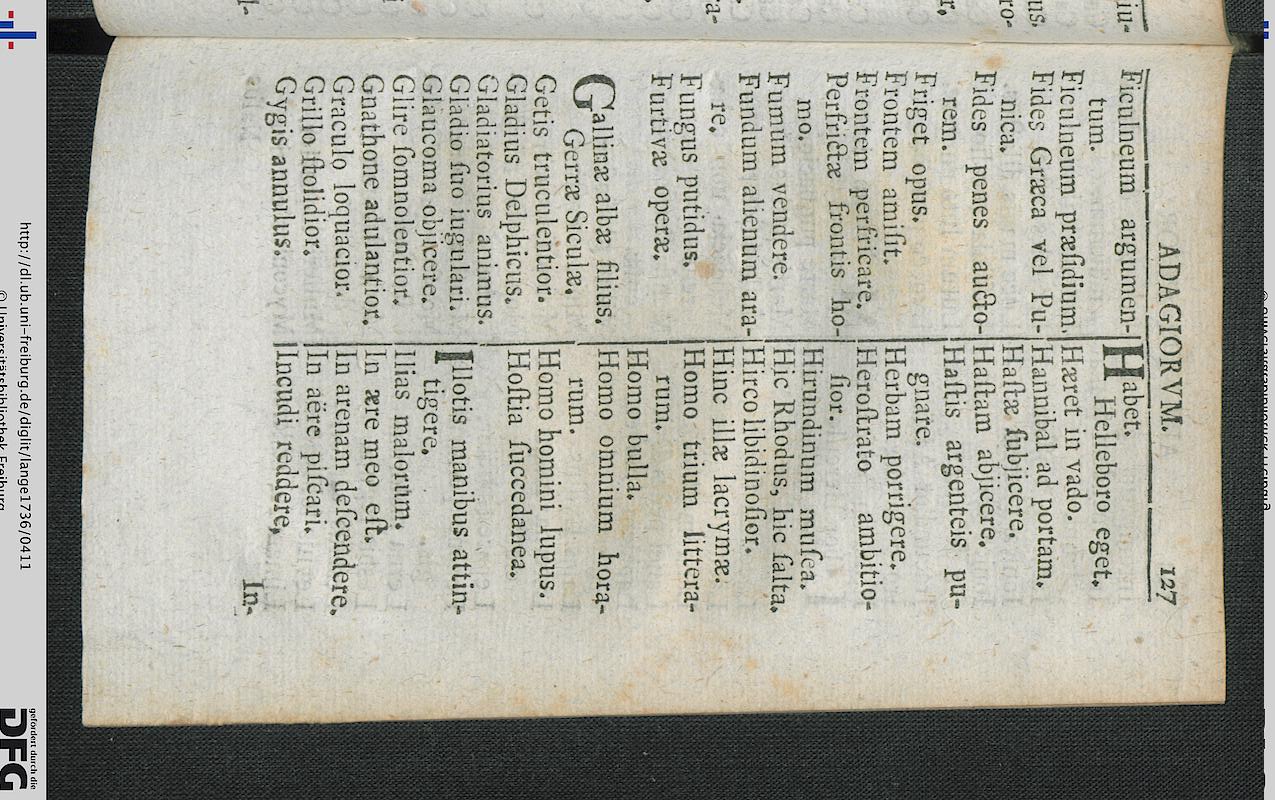 ADAGIORVM. 127
Ficulneum argumen-
tum.
Ficulneum præſidium.
Fides Græca vel Pu-
nica.
Fides penes aucto-
rem.
Friget opus.
Frontem amiſit.
Frontem perfricare.
Perfrictæ frontis ho-
mo.
Fumum vendere.
Fundum alienum ara-
re.
Fungus putidus.
Furtivæ operæ.
Gallinæ albæ filius.
Gerræ Siculæ.
Getis truculentior.
Gladius Delphicus.
Gladiatorius animus.
Gladio ſuo iugulari.
Glaucoma objicere.
Glire ſomnolentior.
Gnathone adulantior.
Graculo loquacior.
Grillo ſtolidior.
Gygis annulus.
Habet.
Helleboro eget.
Hæret in vado.
Hannibal ad portam.
Haſtæ ſubjicere.
Haſtam abjicere.
Haſtis argenteis pu-
gnare.
Herbam porrigere.
Heroſtrato ambitio-
ſior.
Hirundinum muſea.
Hic Rhodus, hic ſalta.
Hirco libidinoſior.
Hinc illæ lacrymæ.
Homo trium littera-
rum.
Homo bulla.
Homo omnium hora-
rum.
Homo homini lupus.
Hoſtia ſuccedanea.
Illotis manibus attin-
tigere.
Ilias malorum.
In ære meo eſt.
In arenam deſcendere.
In aëre piſcari.
Incudi reddere.
In-
http://dl.ub.uni-freiburg.de/diglit/lange1736/0411
© Universitätsbibliothek Freiburg
gefördert durch die
DFG